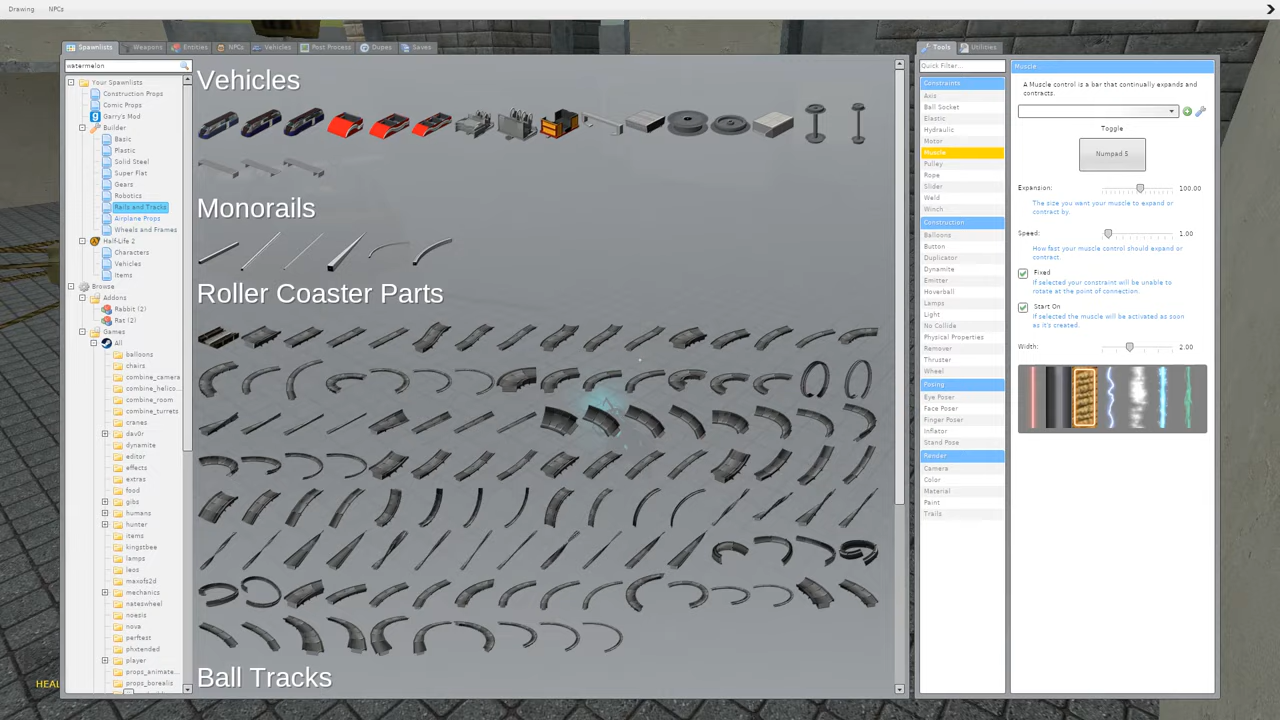 Drawing NPCs
Spawnlists Weapons Entities NPCs Vehicles Post Process Dupes Saves
watermelon
Your Spawnlists
Construction Props
Comic Props
Garry's Mod
Builder
Basic
Plastic
Solid Steel
Super Flat
Gears
Robotics
Rails and Tracks
Airplane Props
Wheels and Frames
Half-Life 2
Characters
Vehicles
Items
Browse
Addons
Rabbit (2)
Rat (2)
Games
All
balloons
chairs
combine_camera
combine_helico...
combine_room
combine_turrets
cranes
dav0r
dynamite
editor
effects
extras
food
gibs
humans
hunter
items
kingstbee
lamps
leos
maxofs2d
mechanics
nateswheel
noesis
nova
perftest
phxtended
player
props_animate...
props_borealis
HEAL
Vehicles
Monorails
Roller Coaster Parts
Ball Tracks
Tools Utilities
Quick Filter...
Constraints
Axis
Ball Socket
Elastic
Hydraulic
Motor
Muscle
Pulley
Rope
Slider
Weld
Winch
Construction
Balloons
Button
Duplicator
Dynamite
Emitter
Hoverball
Lamps
Light
No Collide
Physical Properties
Remover
Thruster
Wheel
Posing
Eye Poser
Face Poser
Finger Poser
Inflator
Stand Pose
Render
Camera
Color
Material
Paint
Trails
Muscle
A Muscle control is a bar that continually expands and
contracts.
Toggle
Numpad 5
Expansion: 100.00
The size you want your muscle to expand or
contract by.
Speed: 1.00
How fast your muscle control should expand or
contract.
Fixed
If selected your constraint will be unable to
rotate at the point of connection.
Start On
If selected the muscle will be activated as soon
as it's created.
Width: 2.00